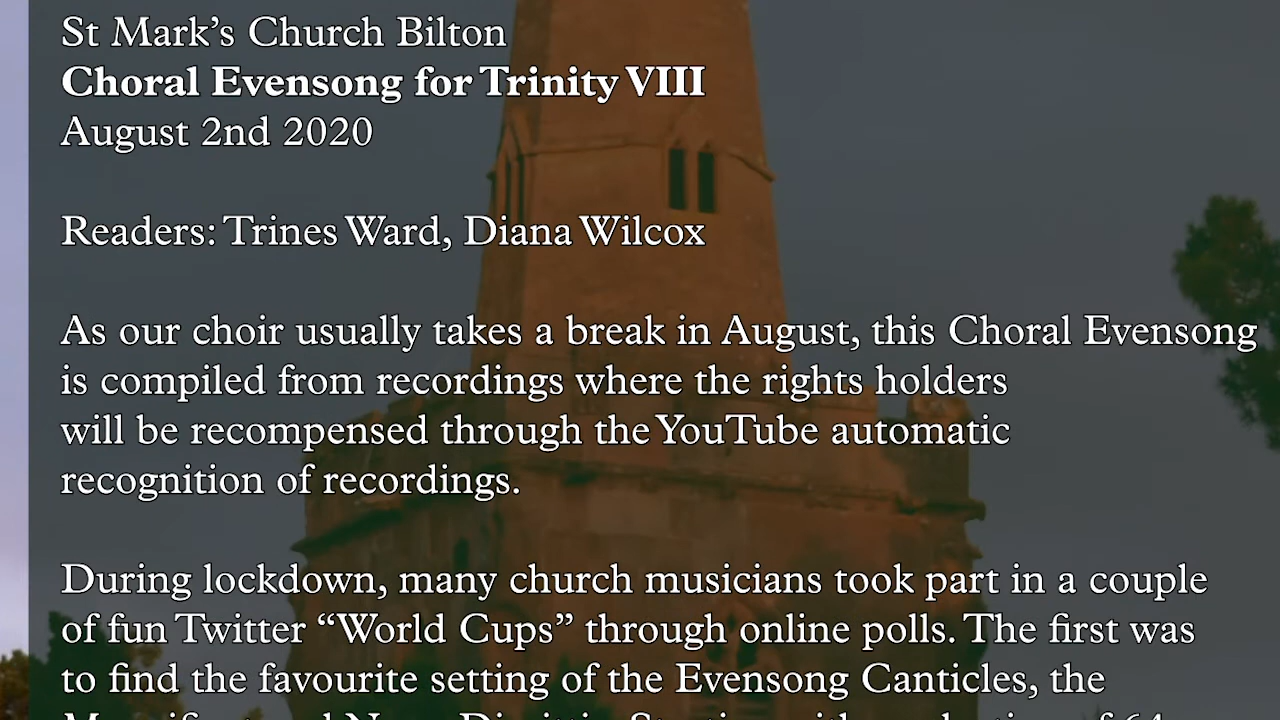 St Mark’s Church Bilton
Choral Evensong for Trinity VIII
August 2nd 2020
Readers: Trines Ward, Diana Wilcox
As our choir usually takes a break in August, this Choral Evensong
is compiled from recordings where the rights holders
will be recompensed through the YouTube automatic
recognition of recordings.
During lockdown, many church musicians took part in a couple
of fun Twitter “World Cups” through online polls. The first was
to find the favourite setting of the Evensong Canticles, the